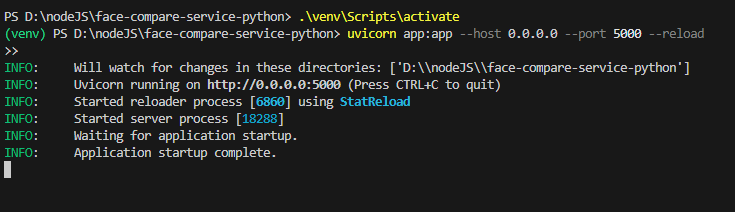 PS D:\nodeJS\face-compare-service-python> .\venv\Scripts\activate
(venv) PS D:\nodeJS\face-compare-service-python> uvicorn app:app --host 0.0.0.0 --port 5000 --reload
>>
INFO:     Will watch for changes in these directories: ['D:\\nodeJS\\face-compare-service-python']
INFO:     Uvicorn running on http://0.0.0.0:5000 (Press CTRL+C to quit)
INFO:     Started reloader process [6860] using StatReload
INFO:     Started server process [18288]
INFO:     Waiting for application startup.
INFO:     Application startup complete.